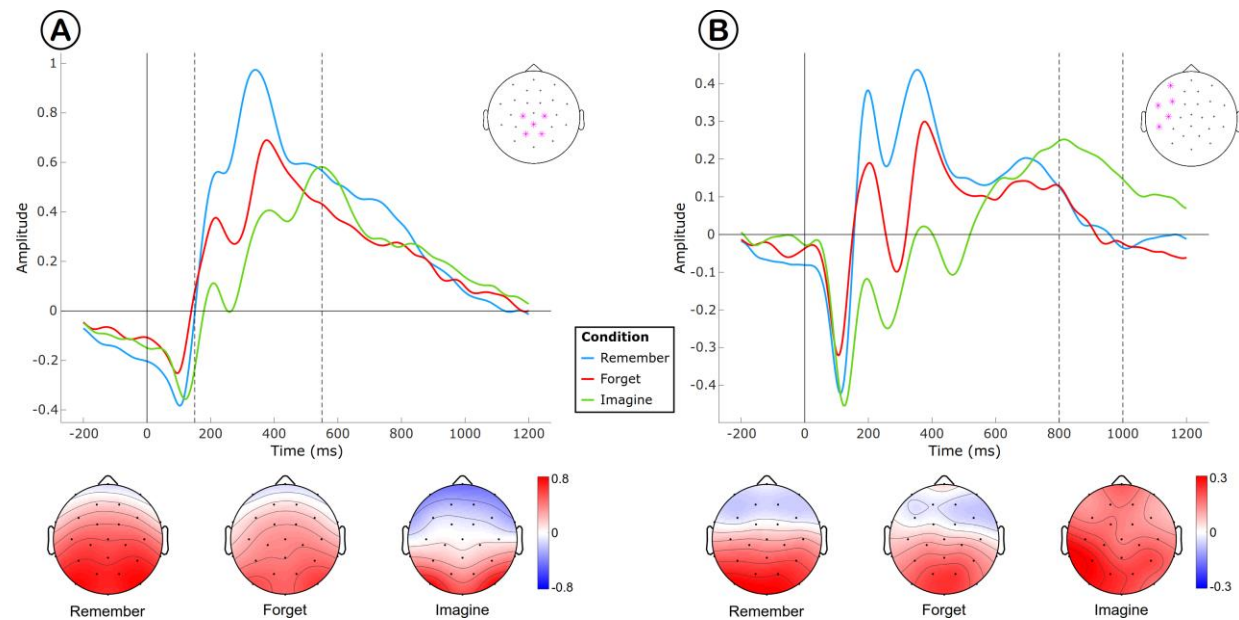 A
B
Amplitude
1
0.8
0.6
0.4
0.2
0
-0.2
-0.4
-200 0 200 400 600 800 1000 1200
Time (ms)
Condition
Remember
Forget
Imagine
Amplitude
0.4
0.3
0.2
0.1
0
-0.1
-0.2
-0.3
-0.4
-200 0 200 400 600 800 1000 1200
Time (ms)
0.8
0
-0.8
Remember Forget Imagine
0.3
0
-0.3
Remember Forget Imagine